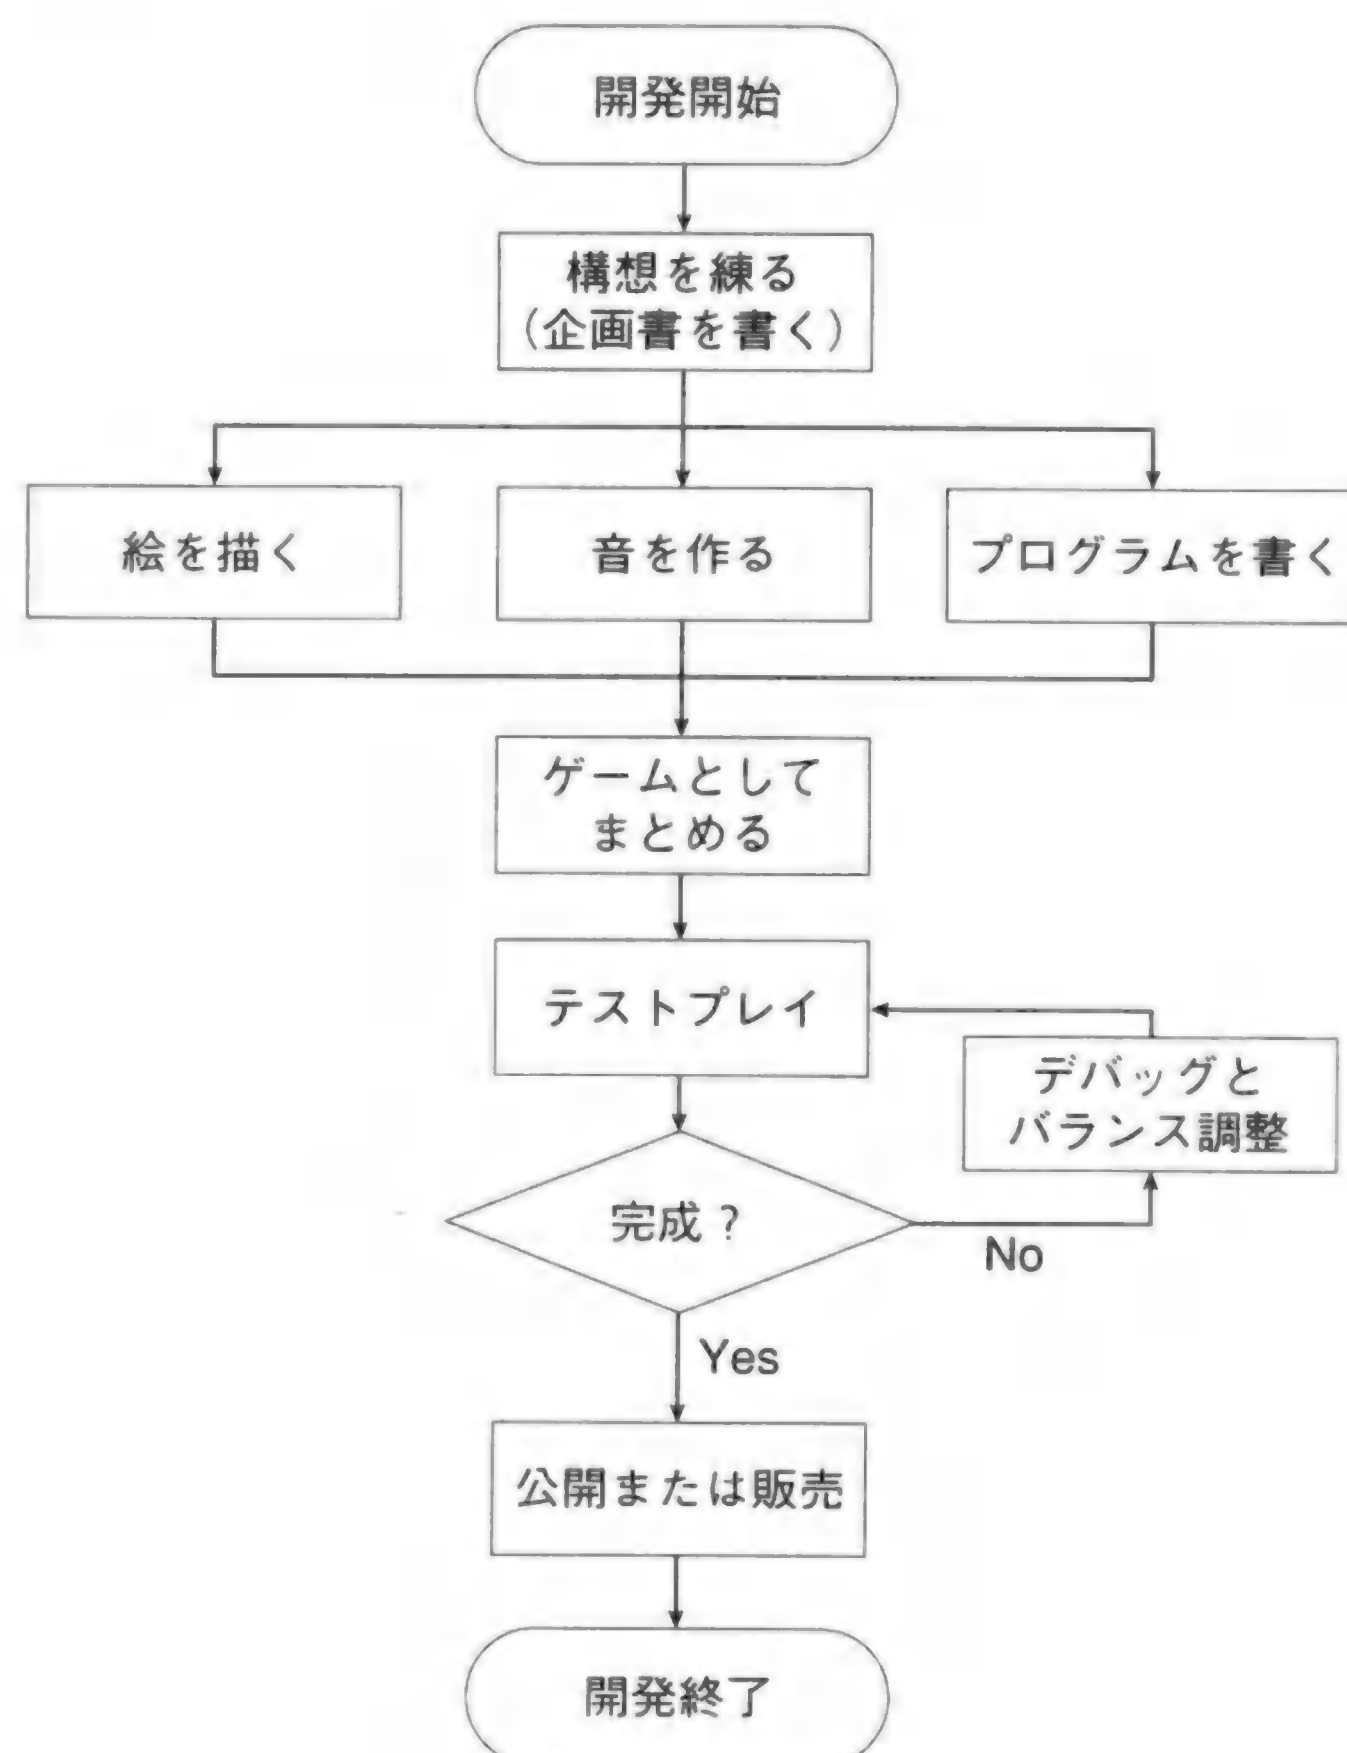 開発開始
構想を練る
(企画書を書く)
絵を描く
音を作る
プログラムを書く
ゲームとして
まとめる
テストプレイ
デバッグと
バランス調整
完成?
No
Yes
公開または販売
開発終了